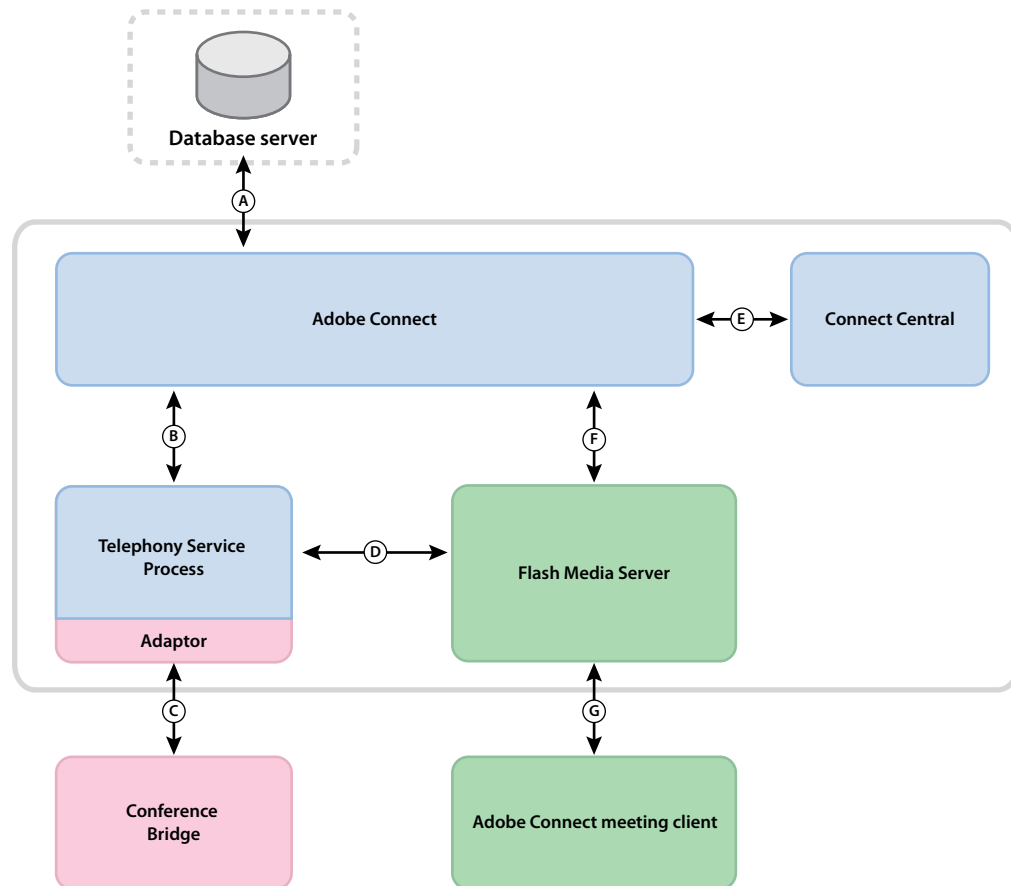 Database server
A
Adobe Connect
E
Connect Central
B
F
Telephony Service
Process
D
Flash Media Server
Adaptor
C
G
Conference
Bridge
Adobe Connect meeting client